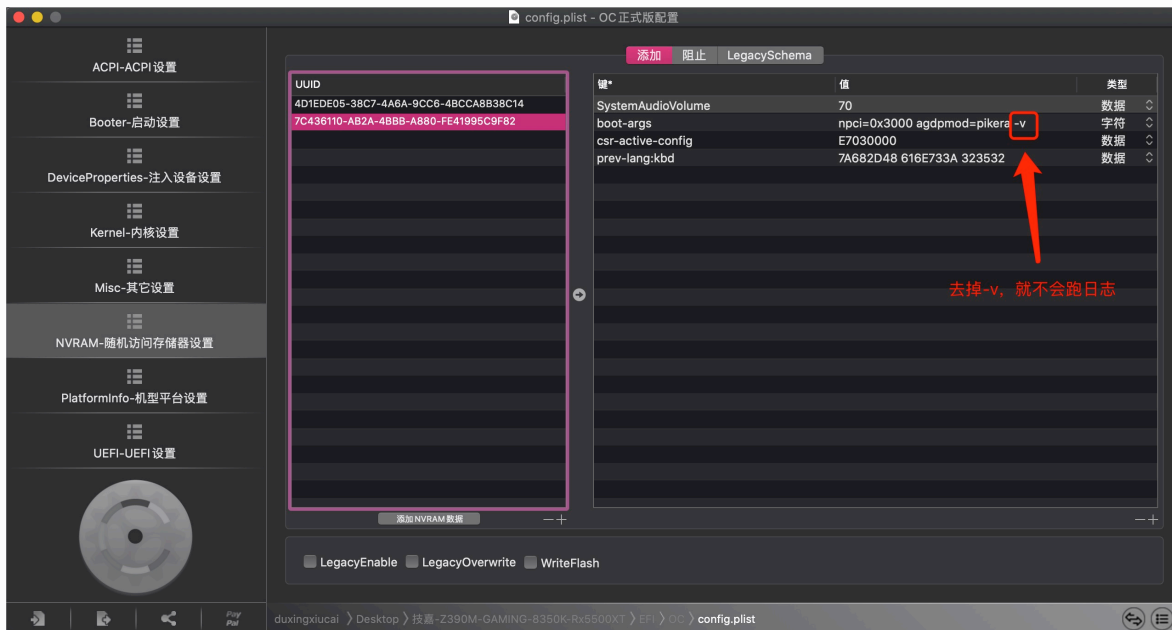 config.plist - OC正式版配置
ACPI-ACPI设置
Booter-启动设置
DeviceProperties-注入设备设置
Kernel-内核设置
Misc-其它设置
NVRAM-随机访问存储器设置
PlatformInfo-机型平台设置
UEFI-UEFI设置
Pay
Pal
添加 阻止 LegacySchema
UUID
4D1EDE05-38C7-4A6A-9CC6-4BCCA8B38C14
7C436110-AB2A-4BBB-A880-FE41995C9F82
添加NVRAM数据
键* 值 类型
SystemAudioVolume 70 数据
boot-args npci=0x3000 agdpmod=pikera -v 字符
csr-active-config E7030000 数据
prev-lang:kbd 7A682D48 616E733A 323532 数据
去掉-v，就不会跑日志
LegacyEnable LegacyOverwrite WriteFlash
duxingxiucai 〉Desktop 〉技嘉-Z390M-GAMiNG-8350K-Rx5500XT 〉EFI 〉OC 〉config.plist